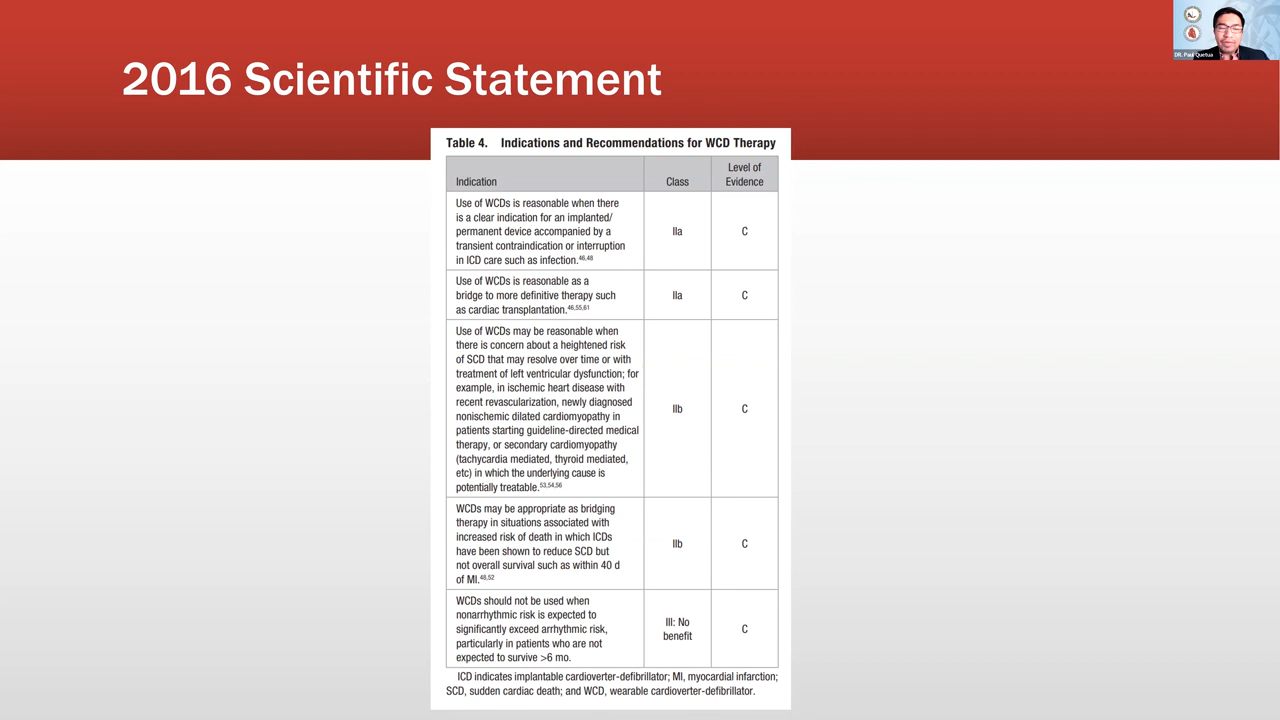 2016 Scientific Statement
DR. Paul Quetua
Table 4. Indications and Recommendations for WCD Therapy
Indication
Class
Level of
Evidence
Use of WCDs is reasonable when there
is a clear indication for an implanted/
permanent device accompanied by a
transient contraindication or interruption
in ICD care such as infection.46,48
IIa
C
Use of WCDs is reasonable as a
bridge to more definitive therapy such
as cardiac transplantation.46,55,61
IIa
C
Use of WCDs may be reasonable when
there is concern about a heightened risk
of SCD that may resolve over time or with
treatment of left ventricular dysfunction; for
example, in ischemic heart disease with
recent revascularization, newly diagnosed
nonischemic dilated cardiomyopathy in
patients starting guideline-directed medical
therapy, or secondary cardiomyopathy
(tachycardia mediated, thyroid mediated,
etc) in which the underlying cause is
potentially treatable.53,54,56
IIb
C
WCDs may be appropriate as bridging
therapy in situations associated with
increased risk of death in which ICDs
have been shown to reduce SCD but
not overall survival such as within 40 d
of MI.48,52
IIb
C
WCDs should not be used when
nonarrhythmic risk is expected to
significantly exceed arrhythmic risk,
particularly in patients who are not
expected to survive >6 mo.
III: No
benefit
C
ICD indicates implantable cardioverter-defibrillator; MI, myocardial infarction;
SCD, sudden cardiac death; and WCD, wearable cardioverter-defibrillator.